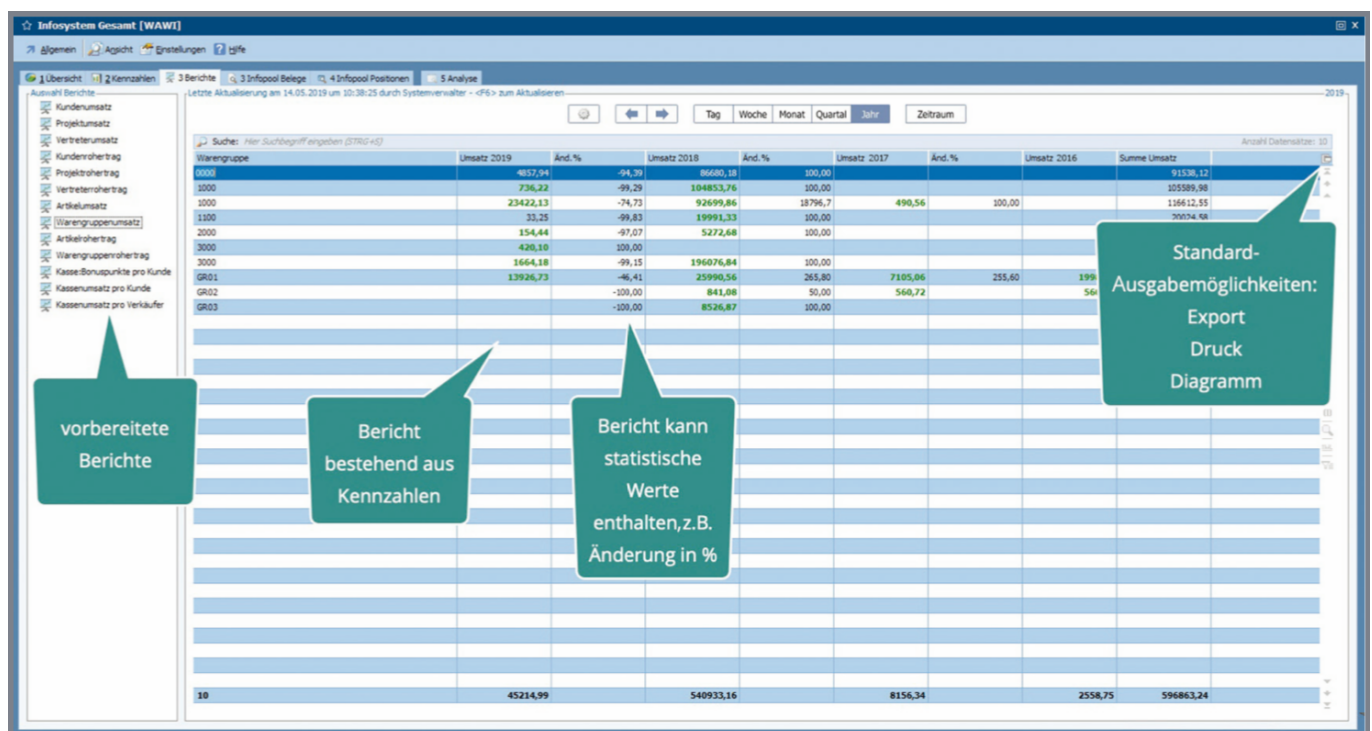 Infosystem Gesamt [WAWI]
Allgemein Ansicht Einstellungen Hilfe
1 Übersicht 2 Kennzahlen 3 Berichte 3 Infopool Belege 4 Infopool Positionen 5 Analyse
Auswahl Berichte
Kundenumsatz
Projektumsatz
Vertreterumsatz
Kundenrohertrag
Projektrohertrag
Vertreterrohertrag
Artikelumsatz
Warengruppenumsatz
Artikelrohertrag
Warengruppenrohertrag
Kasse:Bonuspunkte pro Kunde
Kassenumsatz pro Kunde
Kassenumsatz pro Verkäufer
Letzte Aktualisierung am 14.05.2019 um 10:38:25 durch Systemverwalter - <F6> zum Aktualisieren
2019
Tag Woche Monat Quartal Jahr Zeitraum
Suche: Hier Suchbegriff eingeben (STRG+S) Anzahl Datensätze: 10
Warengruppe Umsatz 2019 Änd. % Umsatz 2018 Änd. % Umsatz 2017 Änd. % Umsatz 2016 Summe Umsatz
0000 4857,94 -94,39 86680,18 100,00 91538,12
1000 736,22 -99,29 104853,76 100,00 105589,98
1000 23422,13 -74,73 92699,86 18796,7 490,56 100,00 116612,55
1100 33,25 -99,83 19991,33 100,00 20024,58
2000 154,44 -97,07 5272,68 100,00
3000 420,10 100,00
3000 1664,18 -99,15 196076,84 100,00
GR01 13926,73 -46,41 25990,56 265,80 7105,06 255,60
GR02 -100,00 841,08 50,00 560,72
GR03 -100,00 8526,87 100,00
10 45214,99 540933,16 8156,34 2558,75 596863,24
vorbereitete
Berichte
Bericht
bestehend aus
Kennzahlen
Bericht kann
statistische
Werte
enthalten,z.B.
Änderung in %
Standard-
Ausgabemöglichkeiten:
Export
Druck
Diagramm